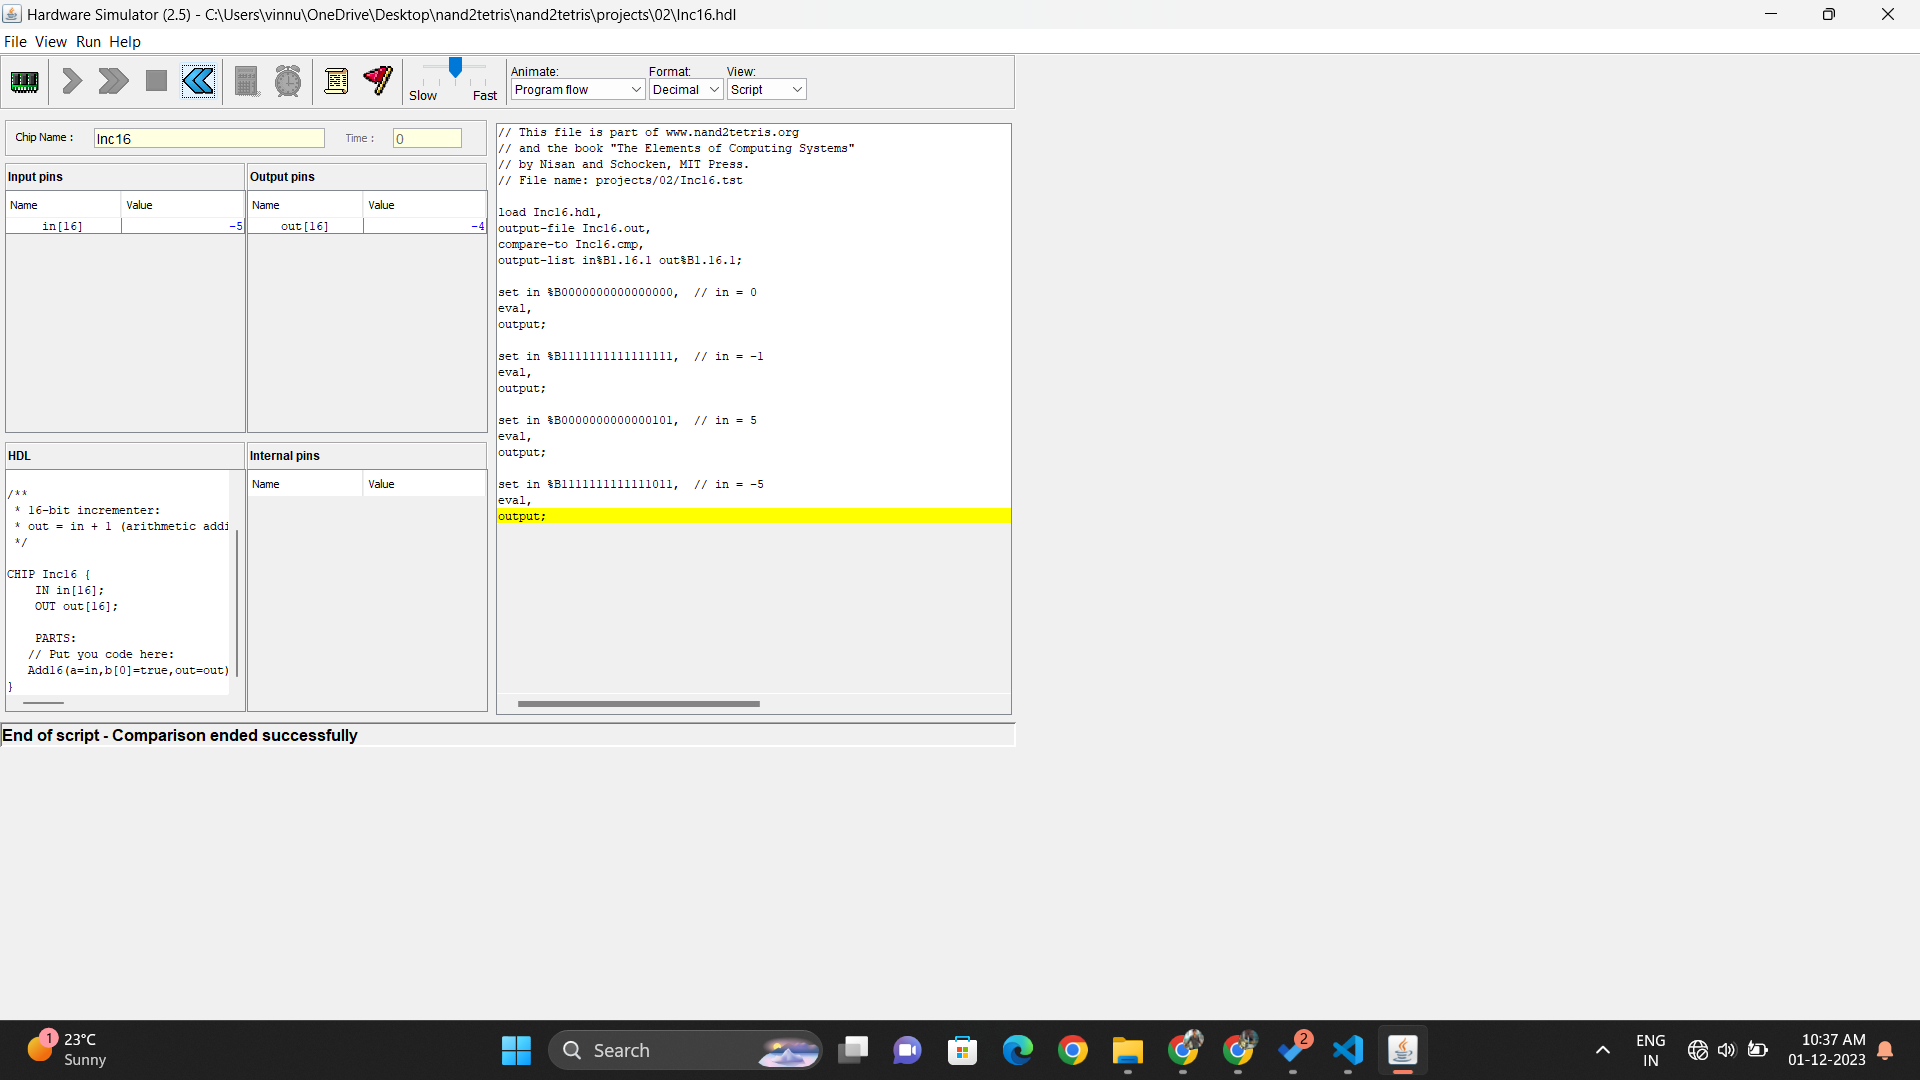 Hardware Simulator (2.5) - C:\Users\vinnu\OneDrive\Desktop\nand2tetris\nand2tetris\projects\02\Inc16.hdl
File View Run Help
Slow Fast
Animate: Format: View:
Program flow Decimal Script
Chip Name : Inc16 Time : 0
Input pins Output pins
Name Value Name Value
in[16] -5 out[16] -4
HDL Internal pins
Name Value
/**
* 16-bit incrementer:
* out = in + 1 (arithmetic addi
*/
CHIP Inc16 {
IN in[16];
OUT out[16];
PARTS:
// Put you code here:
Add16(a=in,b[0]=true,out=out)
}
// This file is part of www.nand2tetris.org
// and the book "The Elements of Computing Systems"
// by Nisan and Schocken, MIT Press.
// File name: projects/02/Inc16.tst
load Inc16.hdl,
output-file Inc16.out,
compare-to Inc16.cmp,
output-list in%B1.16.1 out%B1.16.1;
set in %B0000000000000000,  // in = 0
eval,
output;
set in %B1111111111111111,  // in = -1
eval,
output;
set in %B0000000000000101,  // in = 5
eval,
output;
set in %B1111111111111011,  // in = -5
eval,
output;
End of script - Comparison ended successfully
1
23°C
Sunny
Search
2
ENG
IN
10:37 AM
01-12-2023